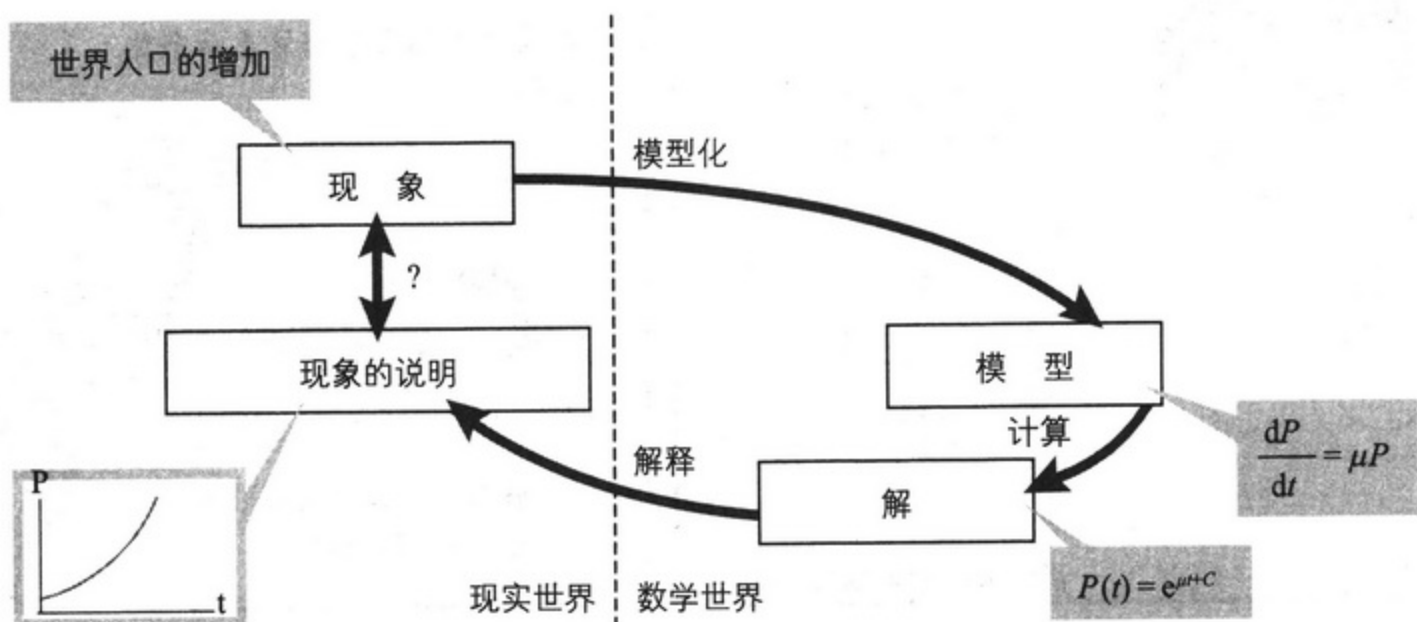 世界人口的增加
现 象
模型化
?
现象的说明
模 型
计算
dP/dt = μP
解释
解
P
t
P(t) = e^{μt+C}
现实世界
数学世界